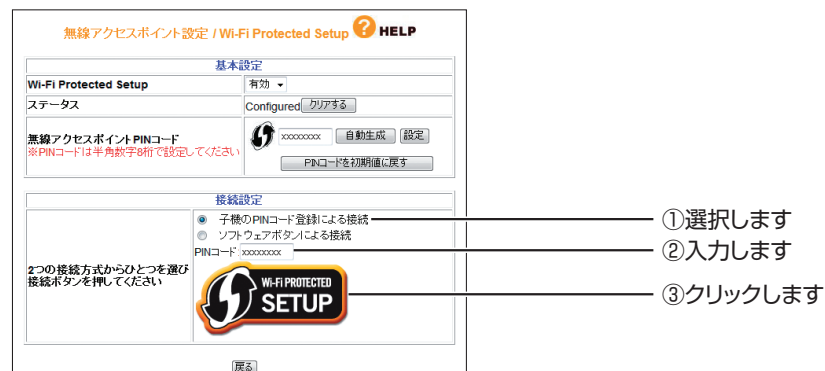 無線アクセスポイント設定 / Wi-Fi Protected Setup ? HELP
基本設定
Wi-Fi Protected Setup 有効
ステータス Configured クリアする
無線アクセスポイントPINコード
※PINコードは半角数字8桁で設定してください
xxxxxxxx 自動生成 設定
PINコードを初期値に戻す
接続設定
2つの接続方式からひとつを選び
接続ボタンを押してください
子機のPINコード登録による接続
ソフトウェアボタンによる接続
PINコード xxxxxxxx
Wi-Fi PROTECTED
SETUP
戻る
①選択します
②入力します
③クリックします